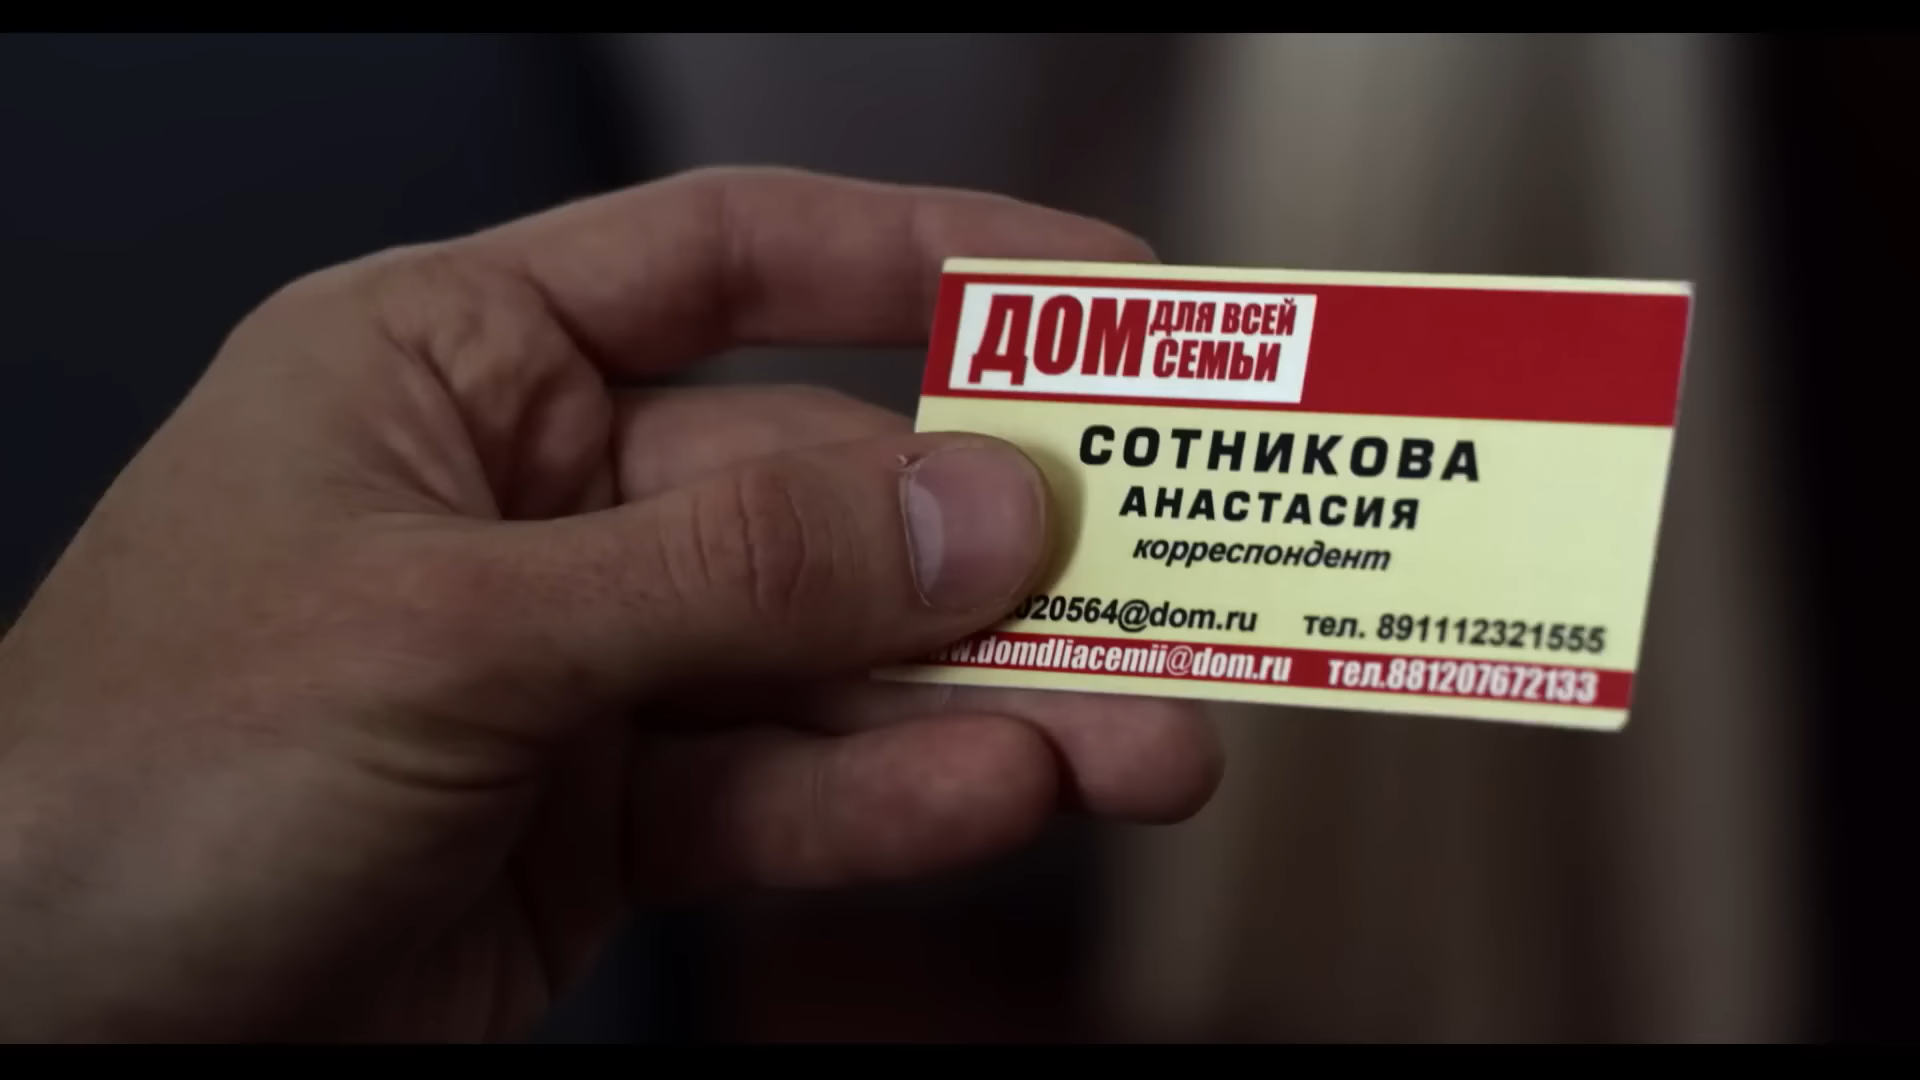 ДОМ ДЛЯ ВСЕЙ
СЕМЬИ
СОТНИКОВА
АНАСТАСИЯ
корреспондент
020564@dom.ru тел. 891112321555
.domdliacemii@dom.ru тел.881207672133